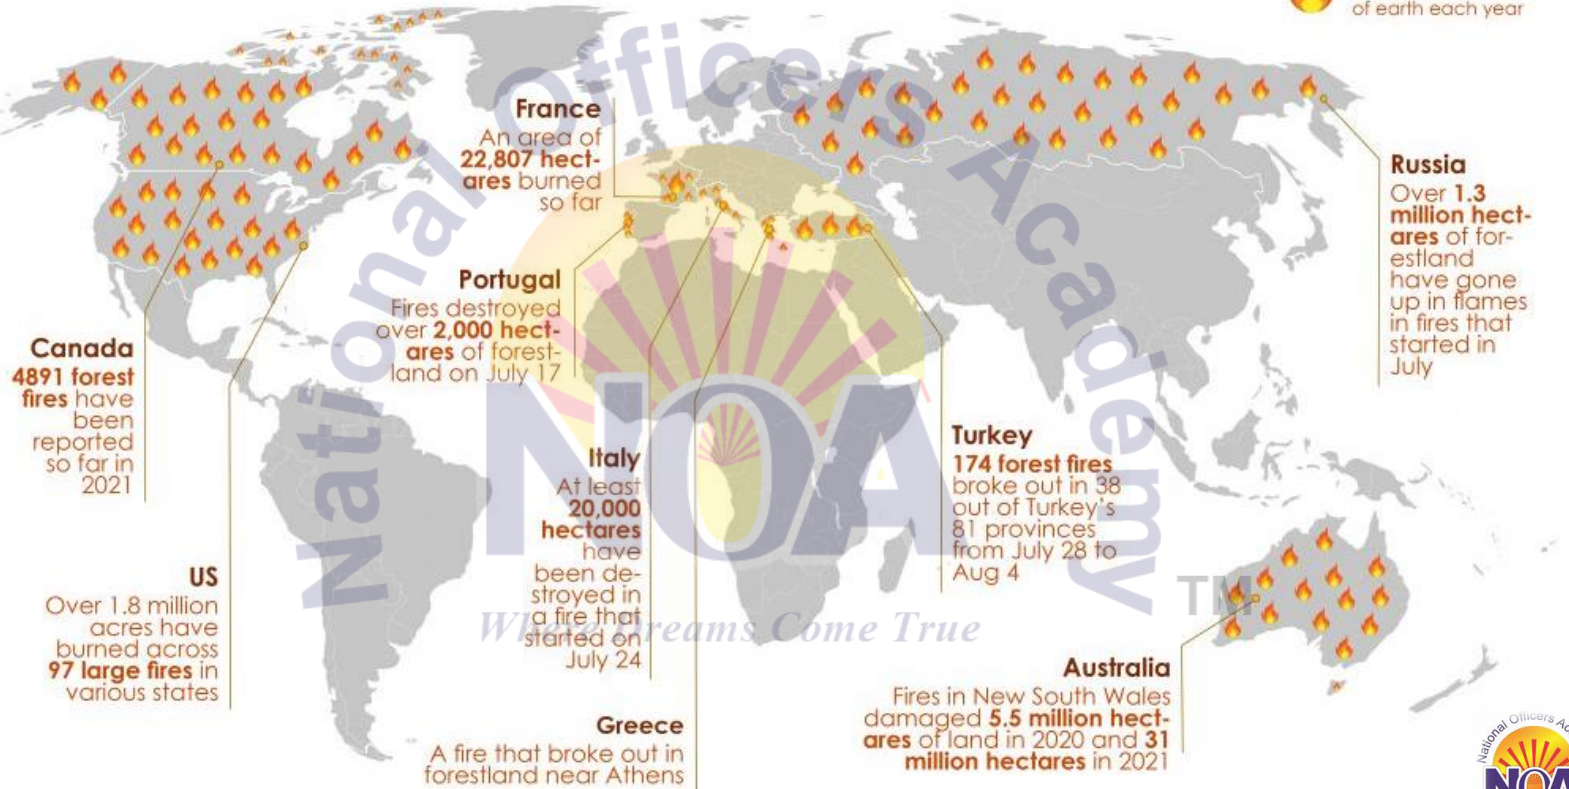 of earth each year
France
An area of
22,807 hect-
ares burned
so far
Russia
Over 1.3
million hect-
ares of for-
estland
have gone
up in flames
in fires that
started in
July
Portugal
Fires destroyed
over 2,000 hect-
ares of forest-
land on July 17
Canada
4891 forest
fires have
been
reported
so far in
2021
Italy
At least
20,000
hectares
have
been de-
stroyed in
a fire that
started on
July 24
Turkey
174 forest fires
broke out in 38
out of Turkey's
81 provinces
from July 28 to
Aug 4
US
Over 1.8 million
acres have
burned across
97 large fires in
various states
Greece
A fire that broke out in
forestland near Athens
Australia
Fires in New South Wales
damaged 5.5 million hect-
ares of land in 2020 and 31
million hectares in 2021
National Officers Academy
NOA
TM
Where Dreams Come True
National Officers
NOA